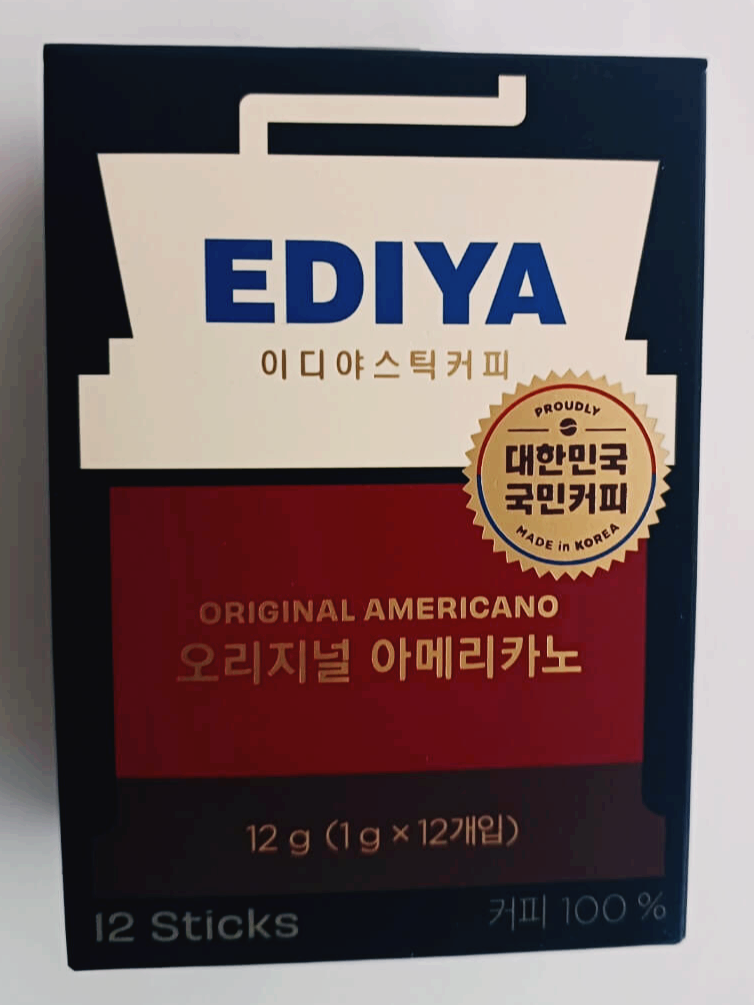 EDIYA
이디야스틱커피
PROUDLY
대한민국
국민커피
MADE in KOREA
ORIGINAL AMERICANO
오리지널 아메리카노
12 g (1 g × 12개입)
12 Sticks
커피 100 %